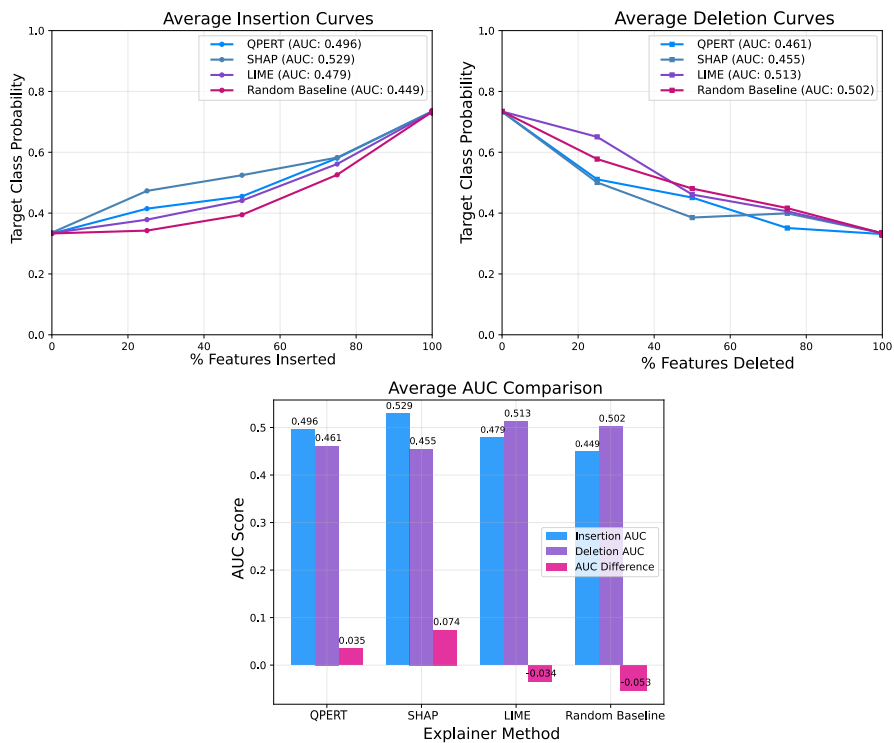 Average Insertion Curves
Target Class Probability
1.0
0.8
0.6
0.4
0.2
0.0
QPERT (AUC: 0.496)
SHAP (AUC: 0.529)
LIME (AUC: 0.479)
Random Baseline (AUC: 0.449)
0 20 40 60 80 100
% Features Inserted
Average Deletion Curves
Target Class Probability
1.0
0.8
0.6
0.4
0.2
0.0
QPERT (AUC: 0.461)
SHAP (AUC: 0.455)
LIME (AUC: 0.513)
Random Baseline (AUC: 0.502)
0 20 40 60 80 100
% Features Deleted
Average AUC Comparison
AUC Score
0.5
0.4
0.3
0.2
0.1
0.0
0.496 0.461 0.035
0.529 0.455 0.074
0.479 0.513 -0.034
0.449 0.502 -0.053
Insertion AUC
Deletion AUC
AUC Difference
QPERT SHAP LIME Random Baseline
Explainer Method